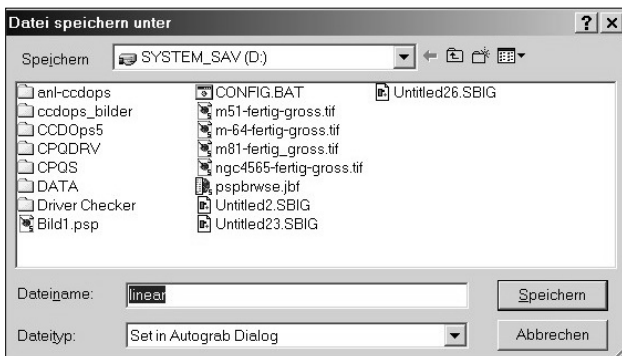 Datei speichern unter
Speichern SYSTEM_SAV (D:)
anl-ccdops
ccdops_bilder
CCDOps5
CPQDRV
CPQS
DATA
Driver Checker
Bild1.psp
CONFIG.BAT
m51-fertig-gross.tif
m-64-fertig-gross.tif
m81-fertig_gross.tif
ngc4565-fertig-gross.tif
pspbrwse.jbf
Untitled2.SBIG
Untitled23.SBIG
Untitled26.SBIG
Dateiname: linear Speichern
Dateityp: Set in Autograb Dialog Abbrechen